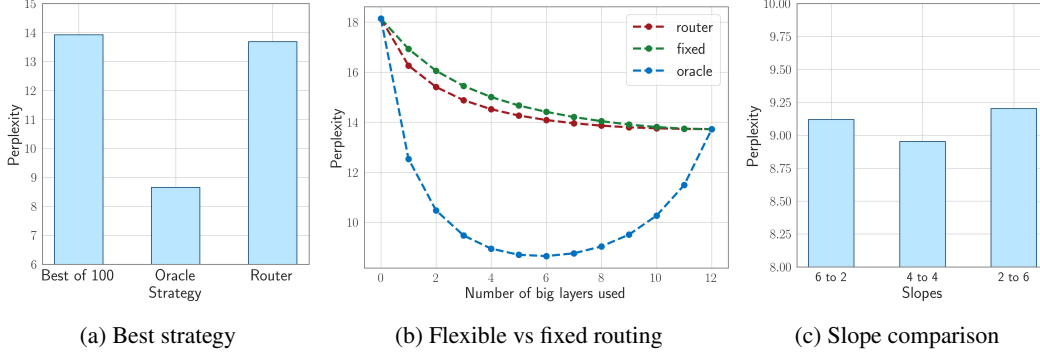 15
14
13
12
11
10
9
8
7
6
Perplexity
Best of 100
Oracle
Router
Strategy
(a) Best strategy
18
16
14
12
10
Perplexity
router
fixed
oracle
0
2
4
6
8
10
12
Number of big layers used
(b) Flexible vs fixed routing
10.00
9.75
9.50
9.25
9.00
8.75
8.50
8.25
8.00
Perplexity
6 to 2
4 to 4
2 to 6
Slopes
(c) Slope comparison